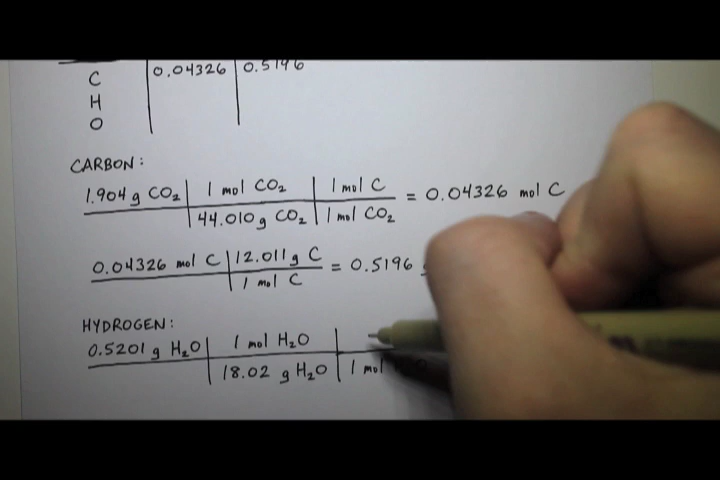 C 0.04326 0.5196
H
O
CARBON:
1.904 g CO₂ 1 mol CO₂ 1 mol C = 0.04326 mol C
44.010 g CO₂ 1 mol CO₂
0.04326 mol C 12.011 g C = 0.5196
1 mol C
HYDROGEN:
0.5201 g H₂O 1 mol H₂O
18.02 g H₂O 1 mol